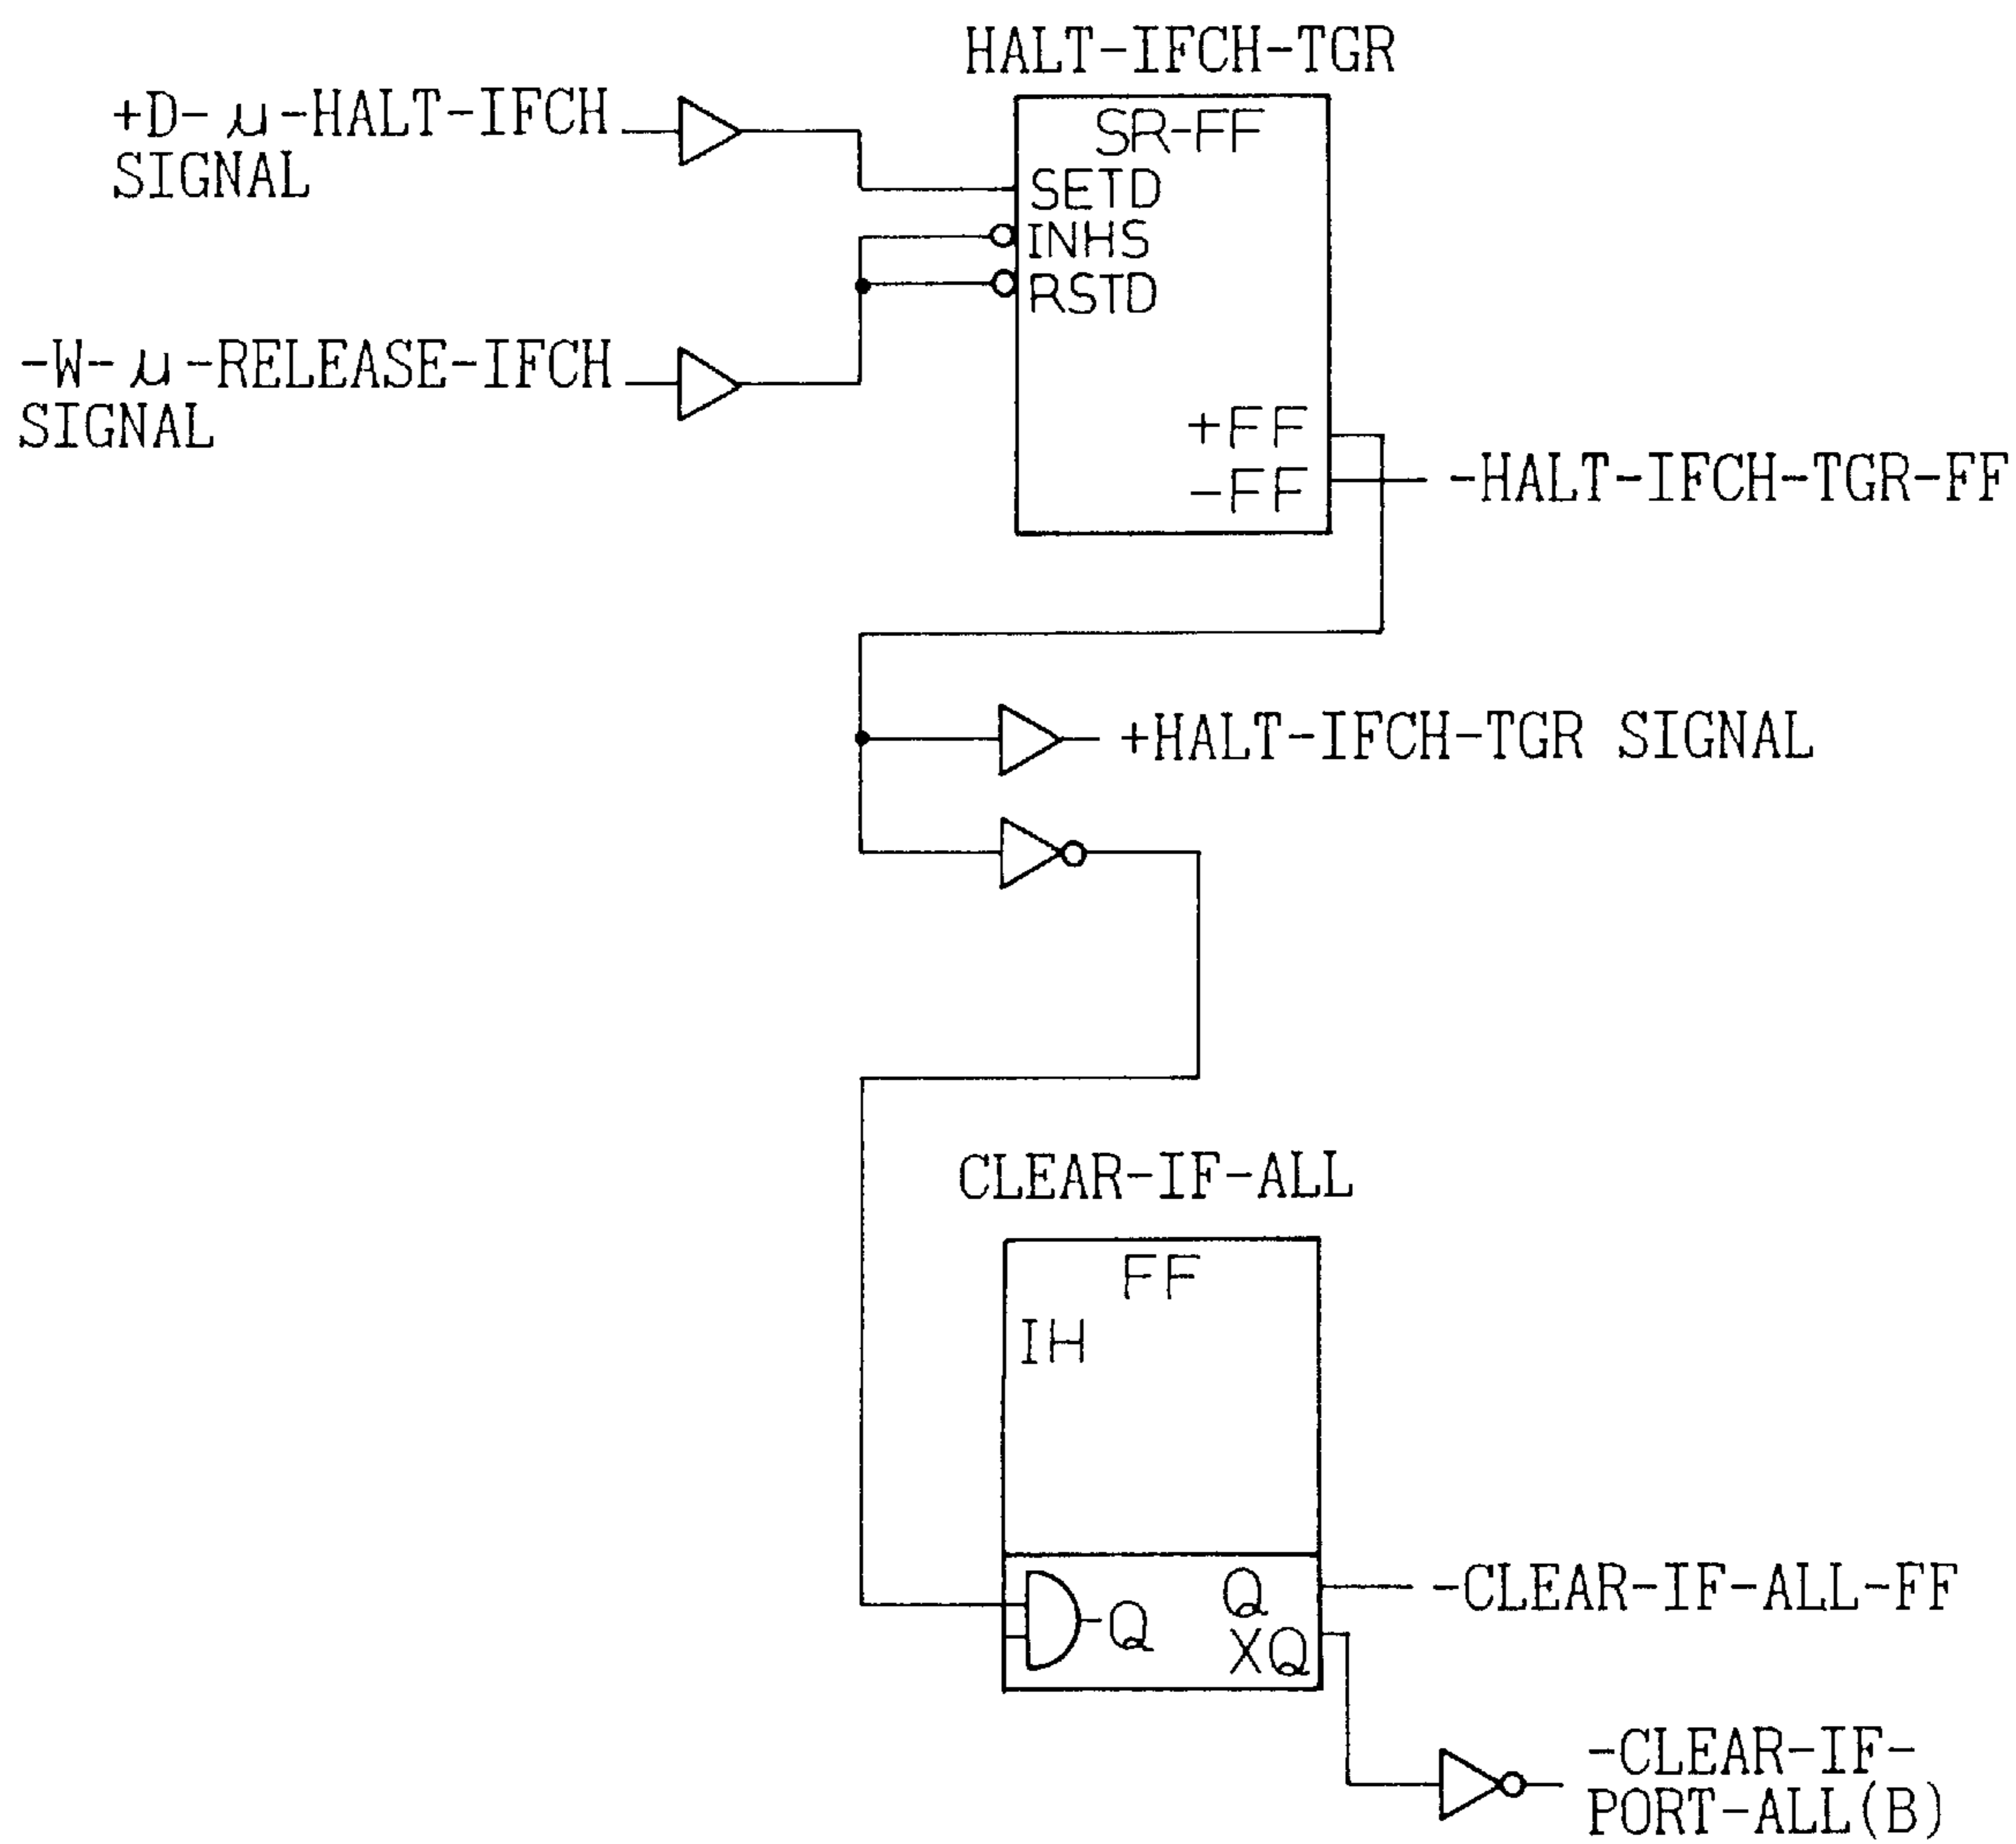 HALT-IFCH-TGR
+D-μ-HALT-IFCH
SIGNAL
SR-FF
SETD
INHS
RSTD
-W-μ-RELEASE-IFCH
SIGNAL
+FF
-FF
-HALT-IFCH-TGR-FF
+HALT-IFCH-TGR SIGNAL
CLEAR-IF-ALL
FF
IH
Q
Q
XQ
-CLEAR-IF-ALL-FF
-CLEAR-IF-
PORT-ALL(B)